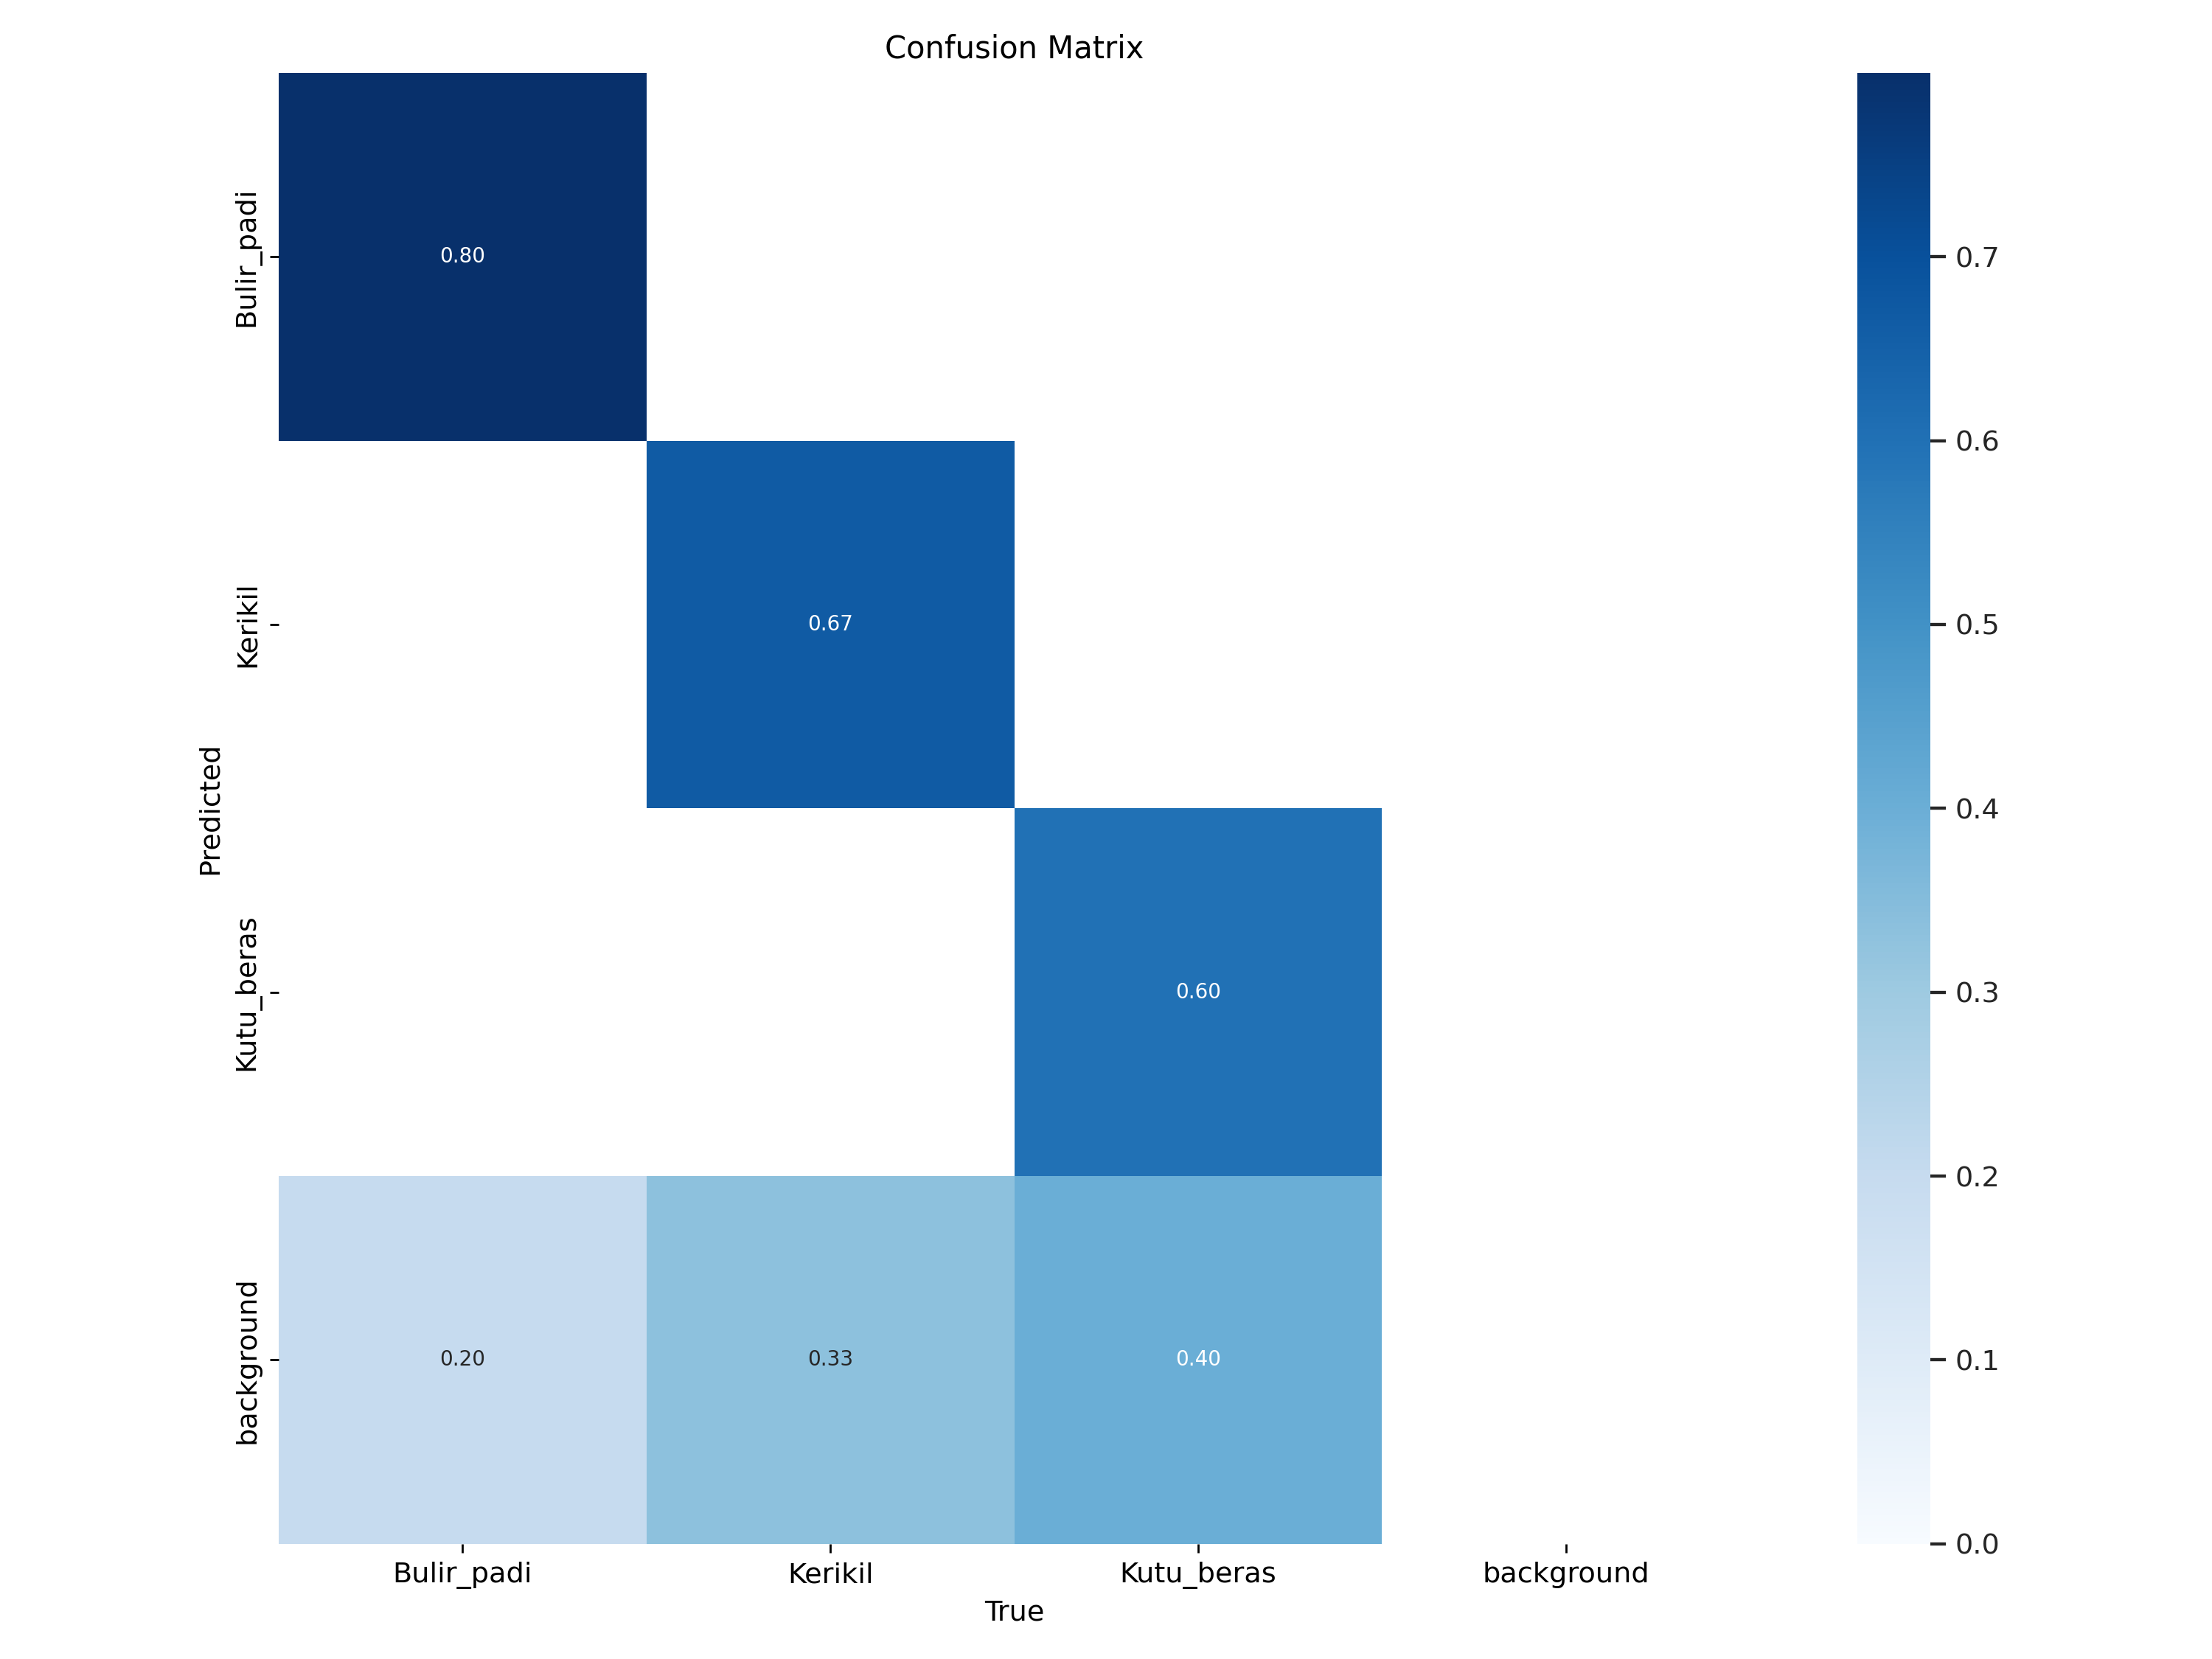 Confusion Matrix
Bulir_padi
Kerikil
Kutu_beras
background
Predicted
0.80
0.67
0.60
0.20
0.33
0.40
Bulir_padi
Kerikil
Kutu_beras
background
True
0.7
0.6
0.5
0.4
0.3
0.2
0.1
0.0